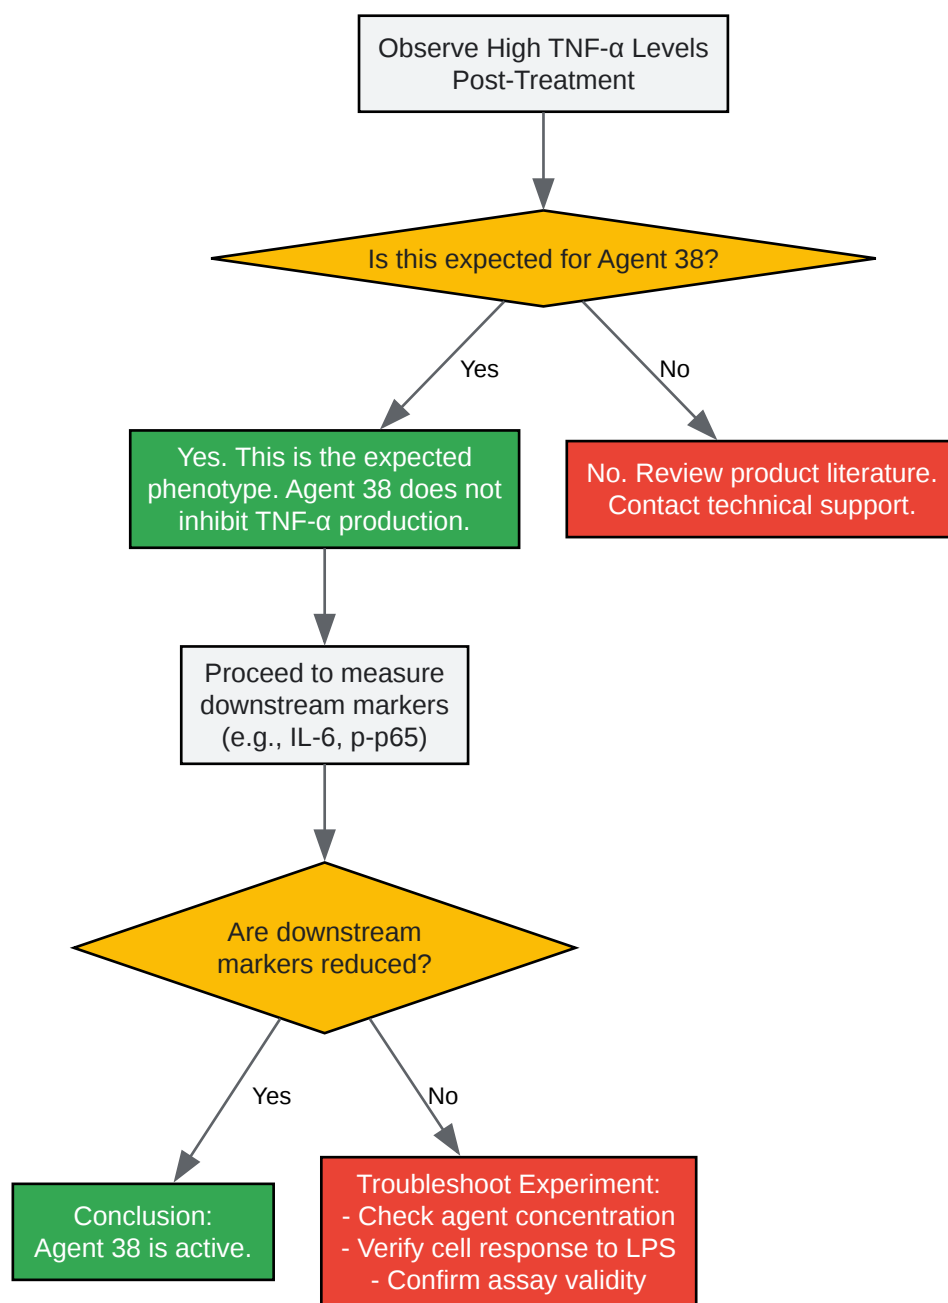 Observe High TNF-α Levels
Post-Treatment
Is this expected for Agent 38?
Yes
No
Yes. This is the expected
phenotype. Agent 38 does not
inhibit TNF-α production.
No. Review product literature.
Contact technical support.
Proceed to measure
downstream markers
(e.g., IL-6, p-p65)
Are downstream
markers reduced?
Yes
No
Conclusion:
Agent 38 is active.
Troubleshoot Experiment:
- Check agent concentration
- Verify cell response to LPS
- Confirm assay validity